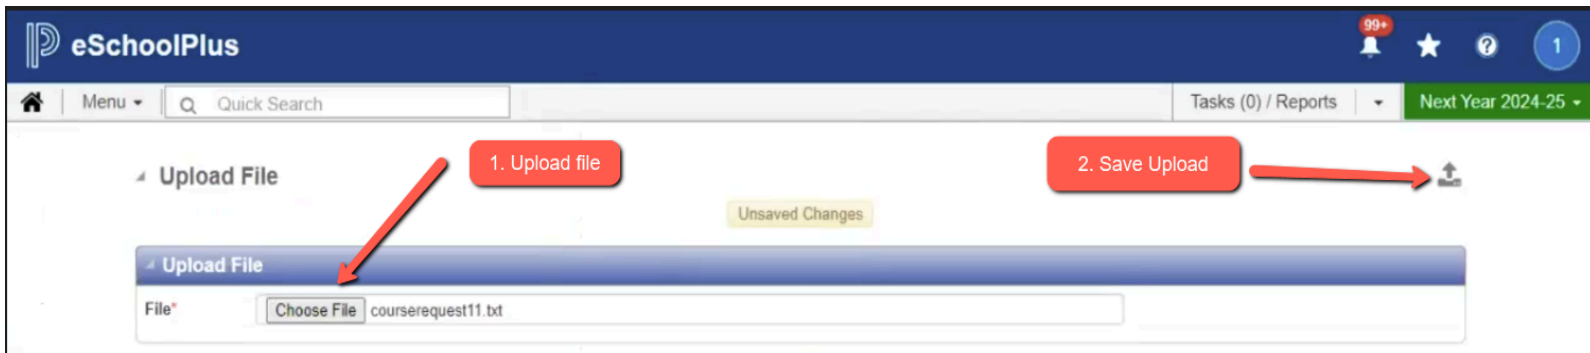 eSchoolPlus
99+
1
Menu
Quick Search
Tasks (0) / Reports
Next Year 2024-25
1. Upload file
2. Save Upload
Upload File
Unsaved Changes
Upload File
File*
Choose File courserequest11.txt